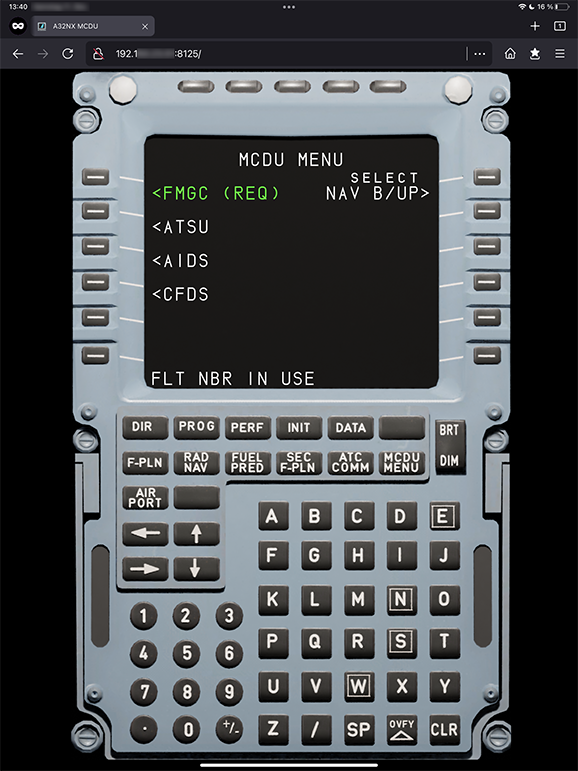 13:40
16 %
A32NX MCDU
1
192.1
:8125/
MCDU MENU
SELECT
<FMGC (REQ) NAV B/UP>
<ATSU
<AIDS
<CFDS
FLT NBR IN USE
DIR PROG PERF INIT DATA BRT
F-PLN RAD NAV FUEL PRED SEC F-PLN ATC COMM MCDU MENU DIM
AIR PORT
A B C D E
F G H I J
K L M N O
1 2 3
P Q R S T
4 5 6
U V W X Y
7 8 9
Z / SP OVFY CLR
. 0 +/-